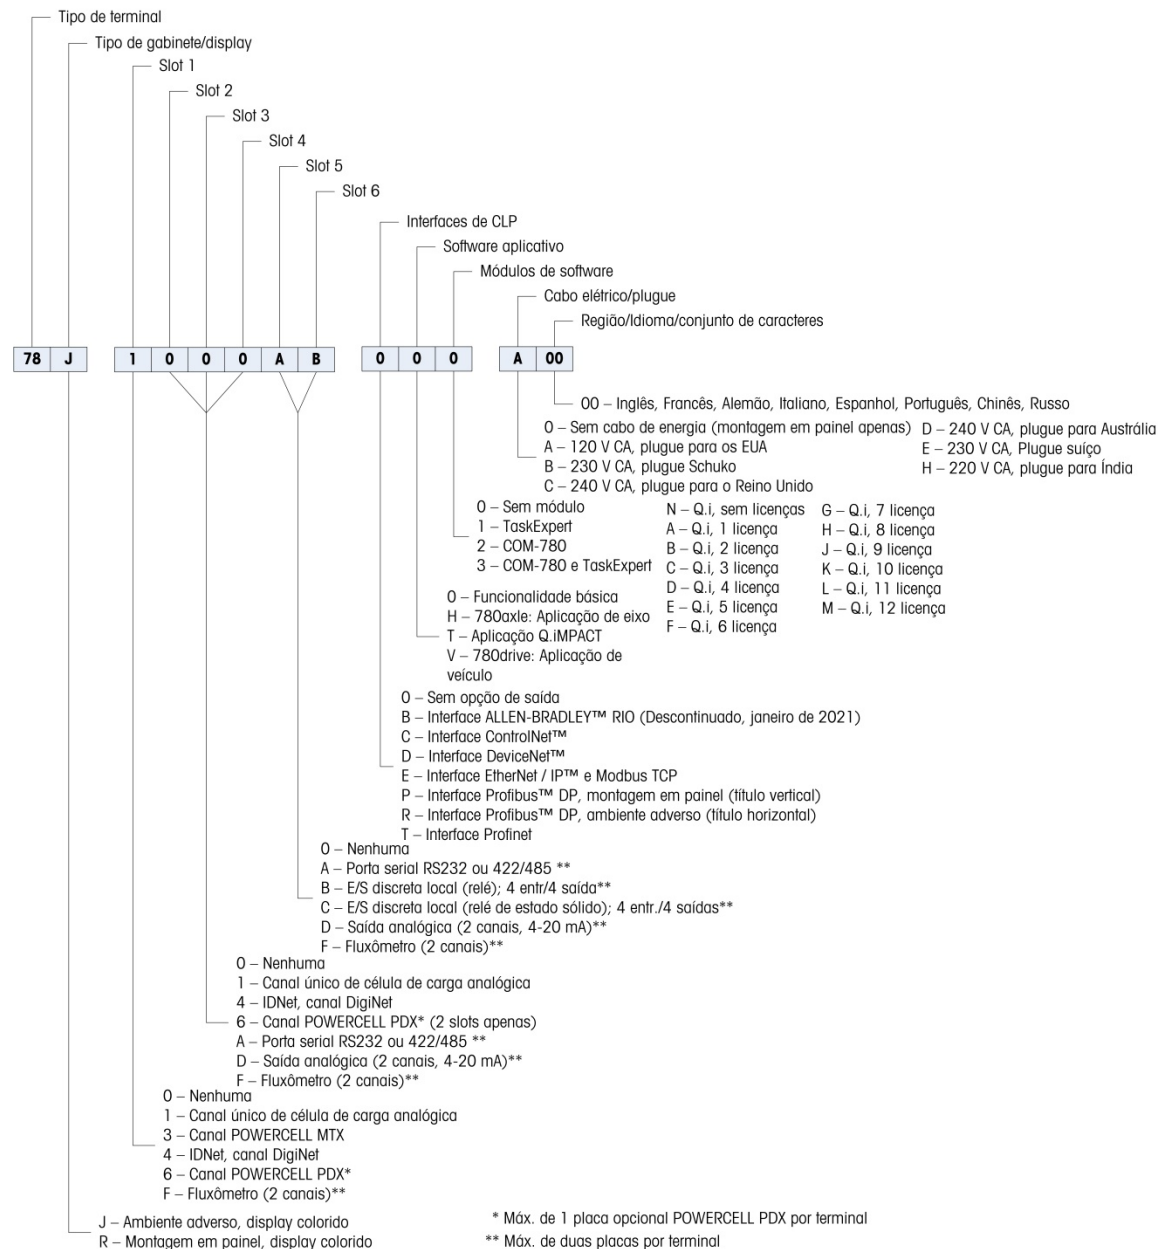 Tipo de terminal
Tipo de gabinete/display
Slot 1
Slot 2
Slot 3
Slot 4
Slot 5
Slot 6
Interfaces de CLP
Software aplicativo
Módulos de software
Cabo elétrico/plugue
Região/Idioma/conjunto de caracteres
78 J 1 0 0 0 A B 0 0 0 A 00
00 – Inglês, Francês, Alemão, Italiano, Espanhol, Português, Chinês, Russo
0 – Sem cabo de energia (montagem em painel apenas)
A – 120 V CA, plugue para os EUA
B – 230 V CA, plugue Schuko
C – 240 V CA, plugue para o Reino Unido
D – 240 V CA, plugue para Austrália
E – 230 V CA, Plugue suíço
H – 220 V CA, plugue para Índia
0 – Sem módulo
1 – TaskExpert
2 – COM-780
3 – COM-780 e TaskExpert
N – Q.i, sem licenças
A – Q.i, 1 licença
B – Q.i, 2 licença
C – Q.i, 3 licença
D – Q.i, 4 licença
E – Q.i, 5 licença
F – Q.i, 6 licença
G – Q.i, 7 licença
H – Q.i, 8 licença
J – Q.i, 9 licença
K – Q.i, 10 licença
L – Q.i, 11 licença
M – Q.i, 12 licença
0 – Funcionalidade básica
H – 780axle: Aplicação de eixo
T – Aplicação Q.iMPACT
V – 780drive: Aplicação de
veículo
0 – Sem opção de saída
B – Interface ALLEN-BRADLEY™ RIO (Descontinuado, janeiro de 2021)
C – Interface ControlNet™
D – Interface DeviceNet™
E – Interface EtherNet / IP™ e Modbus TCP
P – Interface Profibus™ DP, montagem em painel (título vertical)
R – Interface Profibus™ DP, ambiente adverso (título horizontal)
T – Interface Profinet
0 – Nenhuma
A – Porta serial RS232 ou 422/485 **
B – E/S discreta local (relé); 4 entr/4 saída**
C – E/S discreta local (relé de estado sólido); 4 entr./4 saídas**
D – Saída analógica (2 canais, 4-20 mA)**
F – Fluxômetro (2 canais)**
0 – Nenhuma
1 – Canal único de célula de carga analógica
4 – IDNet, canal DigiNet
6 – Canal POWERCELL PDX* (2 slots apenas)
A – Porta serial RS232 ou 422/485 **
D – Saída analógica (2 canais, 4-20 mA)**
F – Fluxômetro (2 canais)**
0 – Nenhuma
1 – Canal único de célula de carga analógica
3 – Canal POWERCELL MTX
4 – IDNet, canal DigiNet
6 – Canal POWERCELL PDX*
F – Fluxômetro (2 canais)**
J – Ambiente adverso, display colorido
R – Montagem em painel, display colorido
* Máx. de 1 placa opcional POWERCELL PDX por terminal
** Máx. de duas placas por terminal